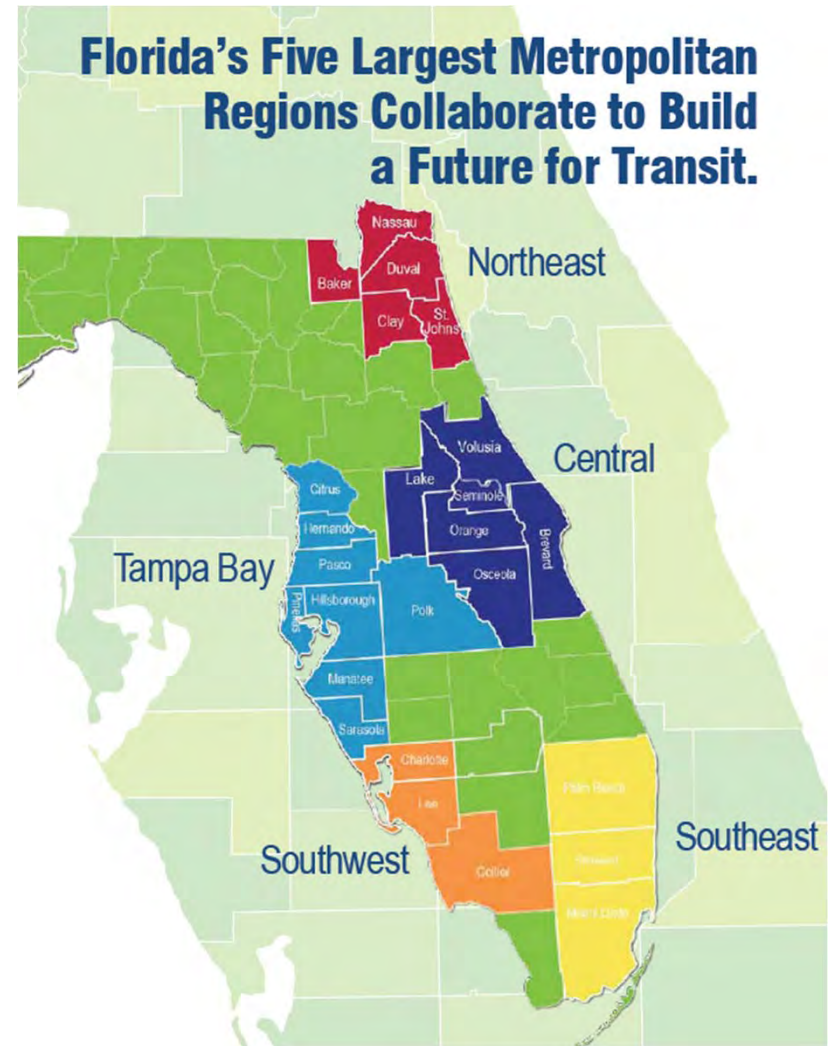 Florida's Five Largest Metropolitan
Regions Collaborate to Build
a Future for Transit.
Nassau
Northeast
Duval
Baker
Clay
St.
Johns
Volusia
Central
Lake
Citrus
Seminole
Hernando
Orange
Brevard
Pasco
Tampa Bay
Osceola
Pinellas
Hillsborough
Polk
Manatee
Sarasota
Charlotte
Palm Beach
Lee
Southeast
Southwest
Broward
Collier
Miami-Dade